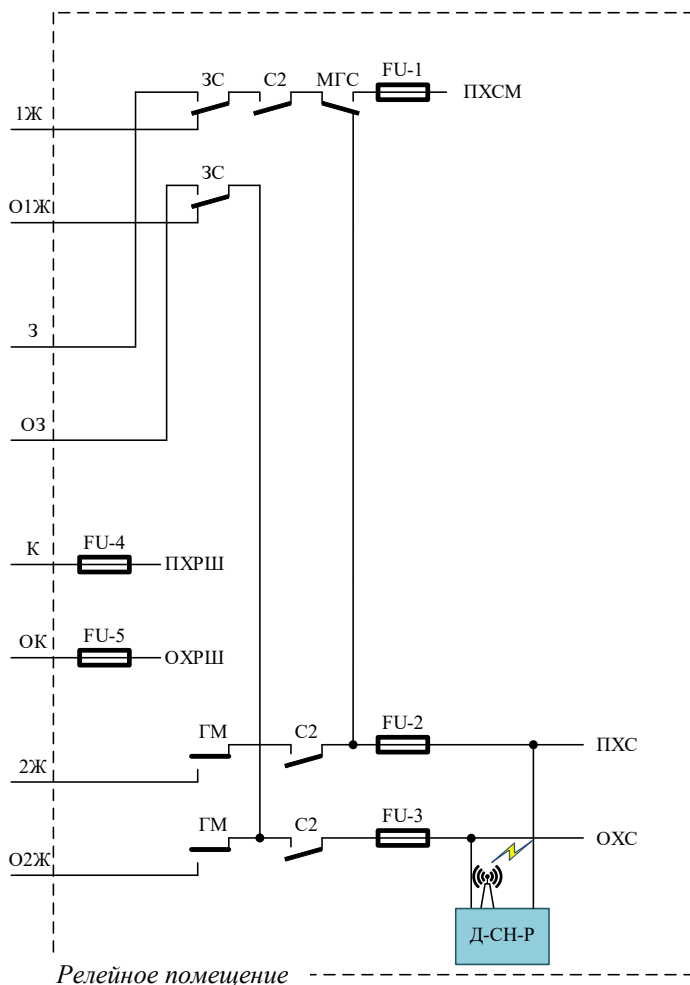 ЗС
С2
МГС
FU-1
ПХСМ
1Ж
ЗС
О1Ж
З
ОЗ
К
FU-4
ПХРШ
ОК
FU-5
ОХРШ
ГМ
С2
FU-2
ПХС
2Ж
ГМ
С2
FU-3
ОХС
О2Ж
Д-СН-Р
Релейное помещение